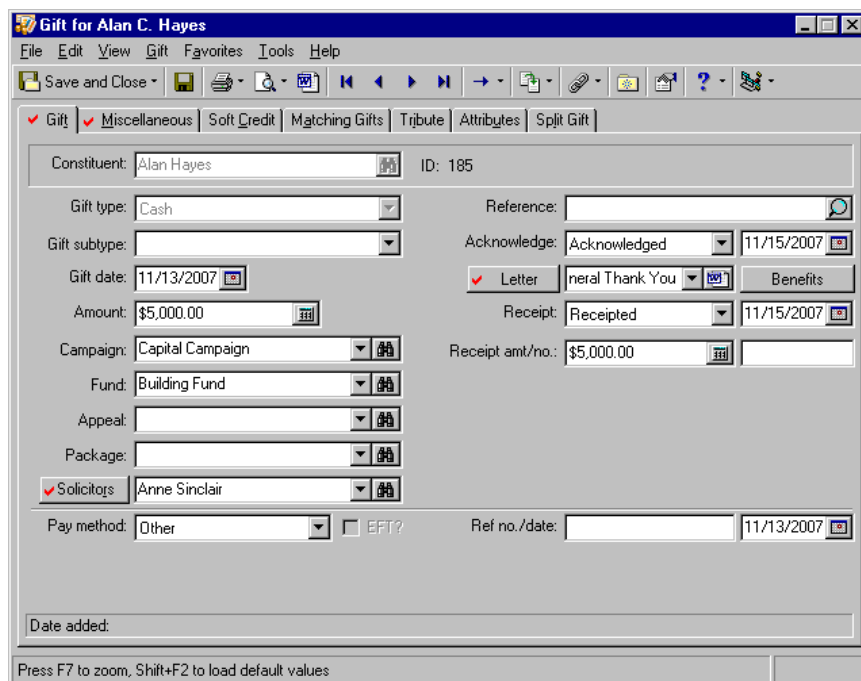 Gift for Alan C. Hayes
File Edit View Gift Favorites Tools Help
Save and Close ?
Gift Miscellaneous Soft Credit Matching Gifts Tribute Attributes Split Gift
Constituent: Alan Hayes ID: 185
Gift type: Cash Reference:
Gift subtype: Acknowledge: Acknowledged 11/15/2007
Gift date: 11/13/2007 Letter neral Thank You Benefits
Amount: $5,000.00 Receipt: Receipted 11/15/2007
Campaign: Capital Campaign Receipt amt/no.: $5,000.00
Fund: Building Fund
Appeal:
Package:
Solicitors Anne Sinclair
Pay method: Other EFT? Ref no./date: 11/13/2007
Date added:
Press F7 to zoom, Shift+F2 to load default values